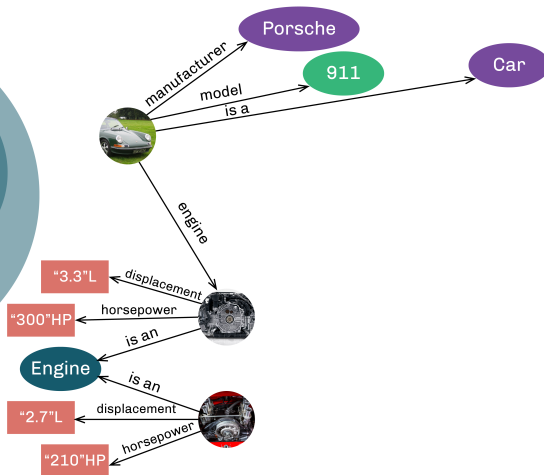 Porsche
manufacturer
911
Car
model
is a
engine
“3.3”L
displacement
“300”HP
horsepower
is an
Engine
is an
“2.7”L
displacement
horsepower
“210”HP